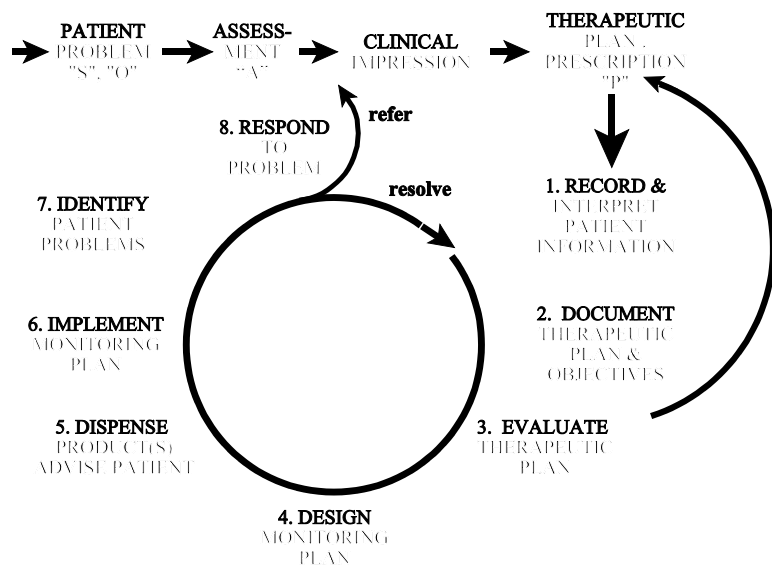 PATIENT
PROBLEM
"S", "O"
ASSESS-
MENT
"A"
CLINICAL
IMPRESSION
THERAPEUTIC
PLAN,
PRESCRIPTION
"P"
refer
8. RESPOND
TO
PROBLEM
resolve
1. RECORD &
INTERPRET
PATIENT
INFORMATION
7. IDENTIFY
PATIENT
PROBLEMS
2. DOCUMENT
THERAPEUTIC
PLAN &
OBJECTIVES
6. IMPLEMENT
MONITORING
PLAN
3. EVALUATE
THERAPEUTIC
PLAN
5. DISPENSE
PRODUCT(S)
ADVISE PATIENT
4. DESIGN
MONITORING
PLAN